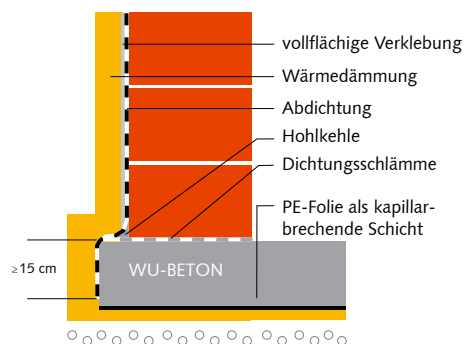 vollflächige Verklebung
Wärmedämmung
Abdichtung
Hohlkehle
Dichtungsschlämme
PE-Folie als kapillar-
brechende Schicht
≥15 cm
WU-BETON